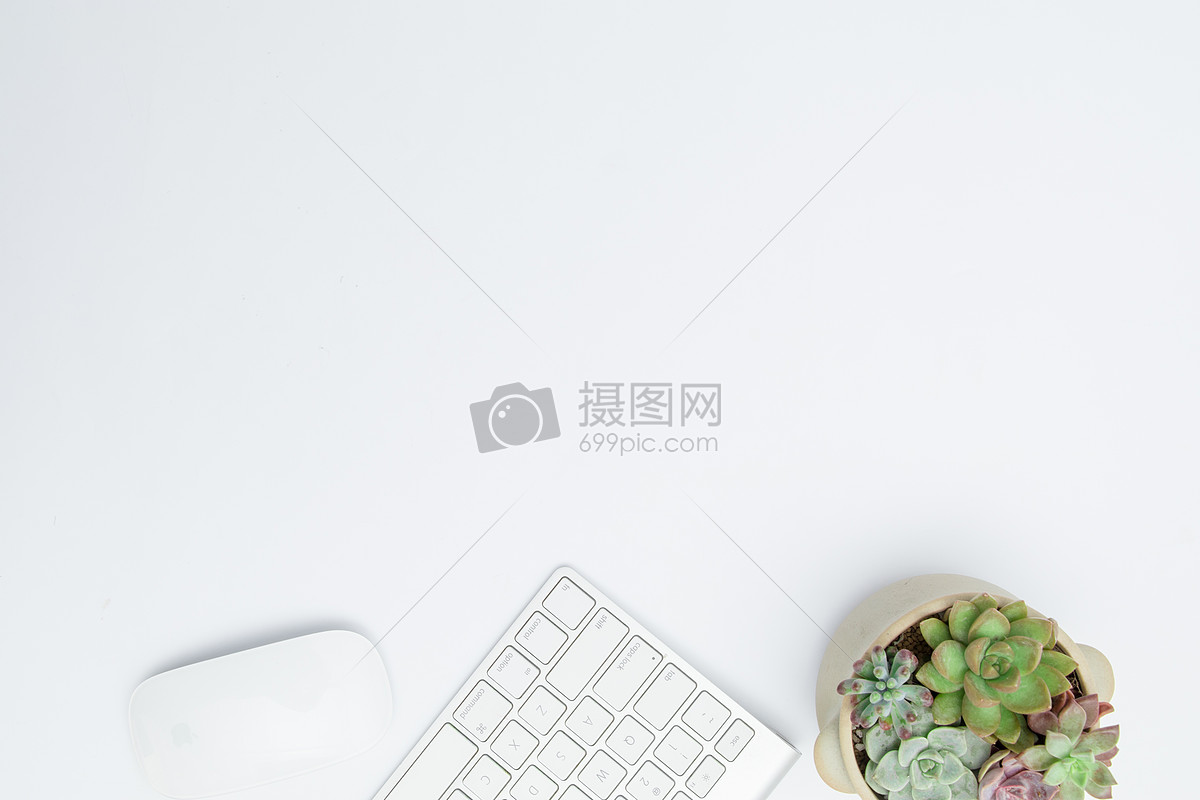 摄图网
699pic.com
fn
control
shift
option
alt
caps lock
command
⌘
tab
esc
Z
A
X
S
Q
~
`
!
1
C
D
W
@
2